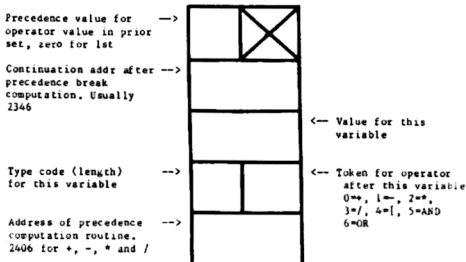 Precedence value for -->
operator value in prior
set, zero for 1st
Continuation addr after -->
precedence break
computation. Usually
2346
<-- Value for this
variable
Type code (length) -->
for this variable
<-- Token for operator
after this variable
0=+, 1=-, 2=*,
3=/, 4=[, 5=AND
6=OR
Address of precedence -->
computation routine.
2406 for +, -, * and /